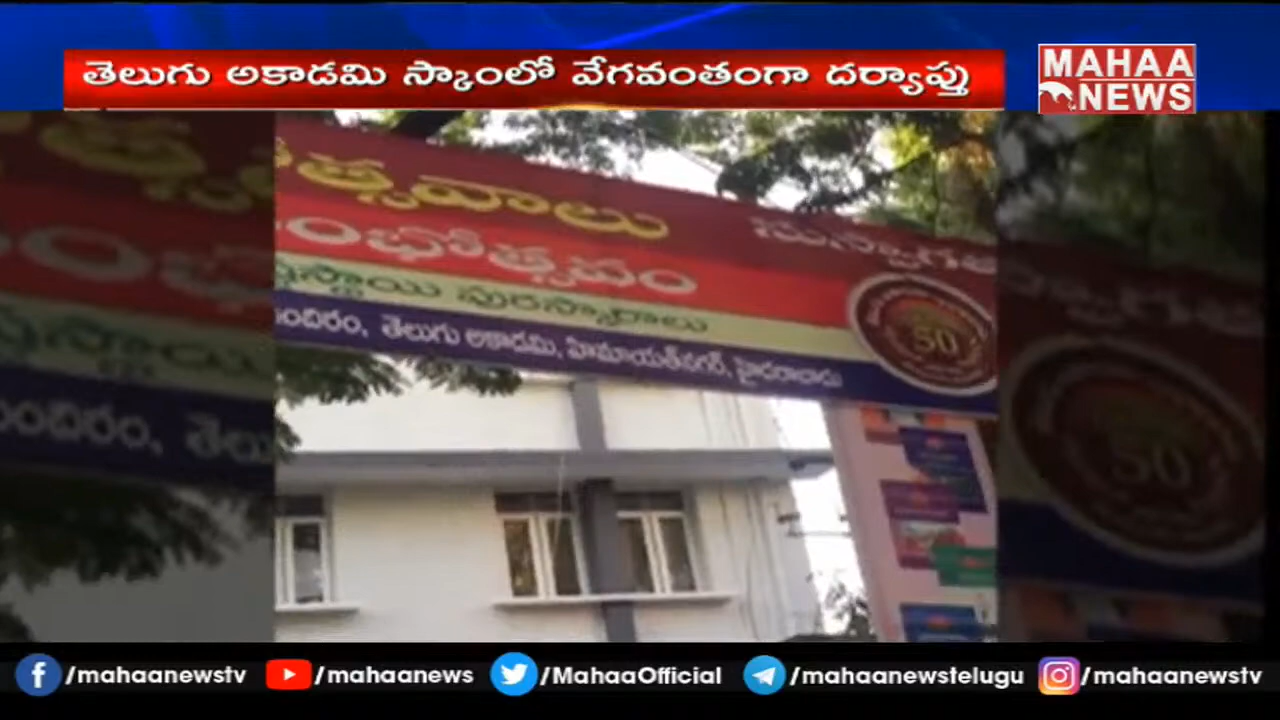 తెలుగు అకాడమి స్కాంలో వేగవంతంగా దర్యాప్తు
MAHAA
NEWS
త్సవాలు
సుస్వాగతం
పురస్కారాలు
తెలుగు అకాడమి, హిమాయత్‌నగర్, హైదరాబాదు
50
/mahaanewstv
/mahaanews
/MahaaOfficial
/mahaanewstelugu
/mahaanewstv